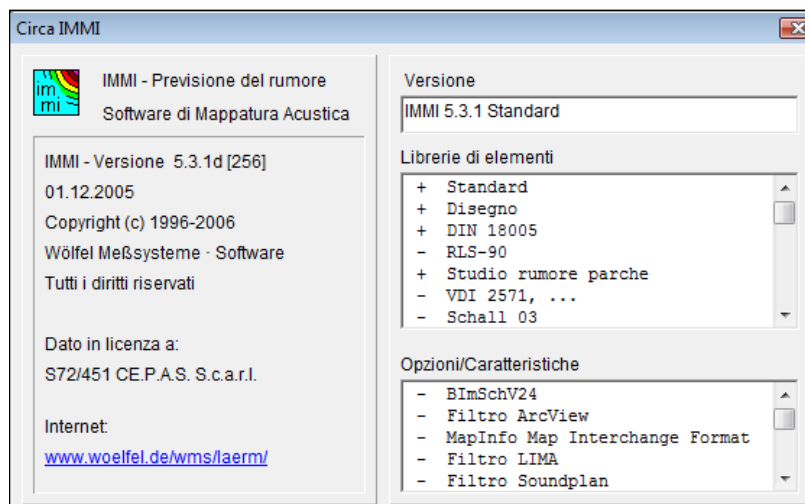 Circa IMMI
im
mi
IMMI - Previsione del rumore
Software di Mappatura Acustica
IMMI - Versione 5.3.1d [256]
01.12.2005
Copyright (c) 1996-2006
Wölfel Meßsysteme · Software
Tutti i diritti riservati
Dato in licenza a:
S72/451 CE.P.A.S. S.c.a.r.l.
Internet:
www.woelfel.de/wms/laerm/
Versione
IMMI 5.3.1 Standard
Librerie di elementi
+ Standard
+ Disegno
+ DIN 18005
- RLS-90
+ Studio rumore parche
- VDI 2571, ...
- Schall 03
Opzioni/Caratteristiche
- BImSchV24
- Filtro ArcView
- MapInfo Map Interchange Format
- Filtro LIMA
- Filtro Soundplan